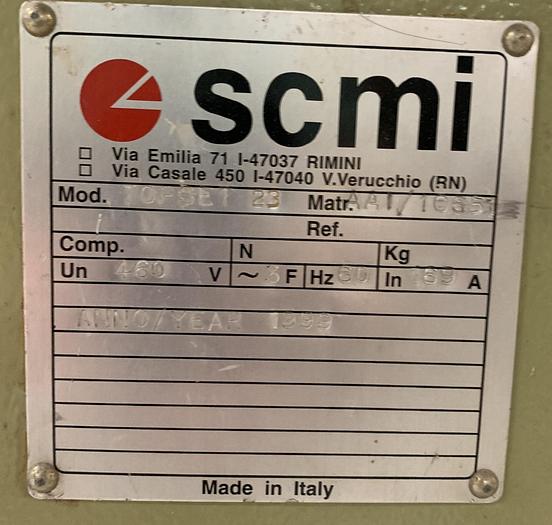 scmi
□ Via Emilia 71 I-47037 RIMINI
□ Via Casale 450 I-47040 V.Verucchio (RN)
Mod. TOPSET 23 Matr.
Ref.
Comp. N Kg
Un 460 V ~ 3 F Hz 60 In A
ANNO/YEAR 1999
Made in Italy